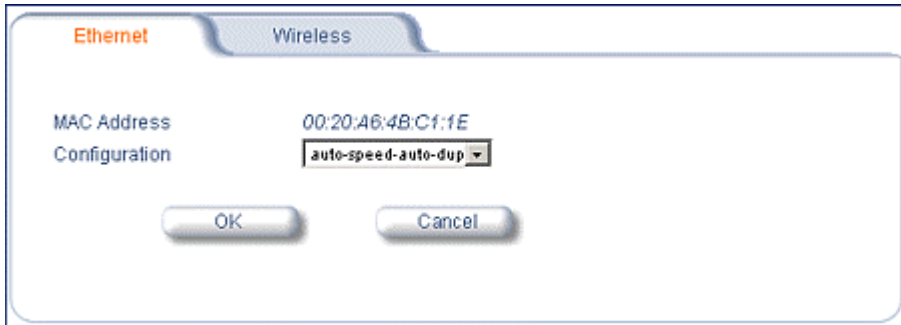 Ethernet Wireless
MAC Address 00:20:A6:4B:C1:1E
Configuration auto-speed-auto-dup
OK Cancel